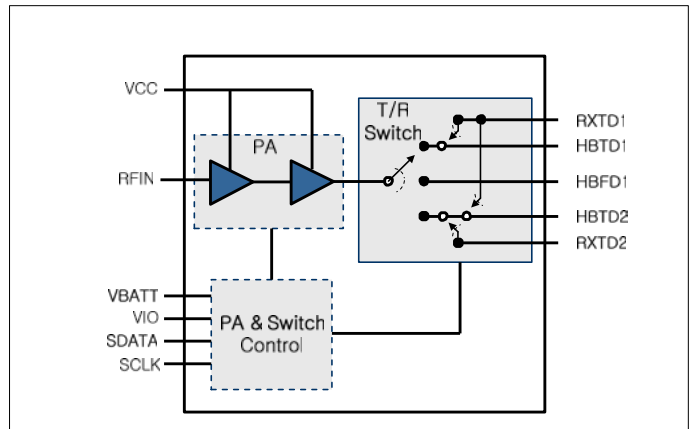 VCC
T/R
Switch
RXTD1
PA
HBTD1
RFIN
HBFD1
HBTD2
RXTD2
VBATT
VIO
PA & Switch
Control
SDATA
SCLK